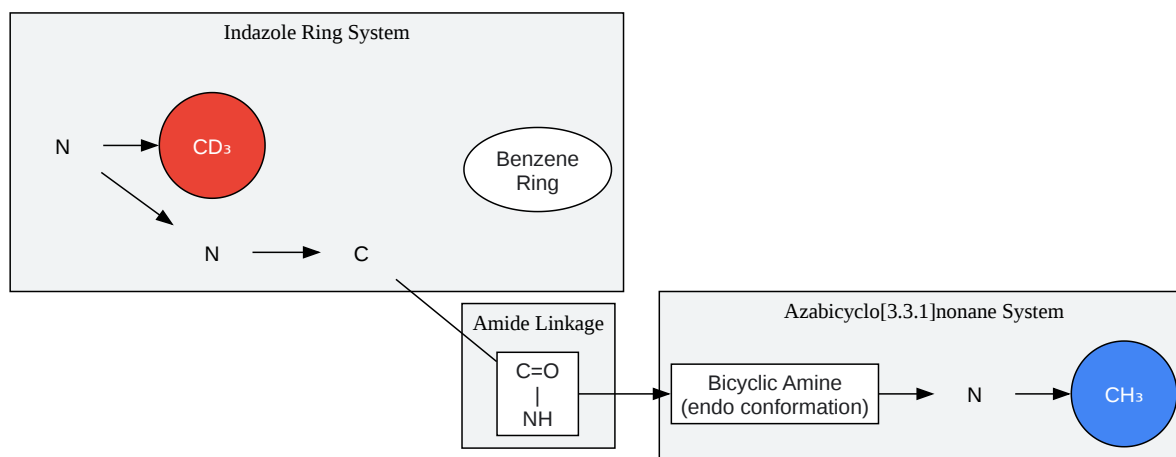 Indazole Ring System
N
CD₃
Benzene
Ring
N
C
Amide Linkage
C=O
|
NH
Azabicyclo[3.3.1]nonane System
Bicyclic Amine
(endo conformation)
N
CH₃